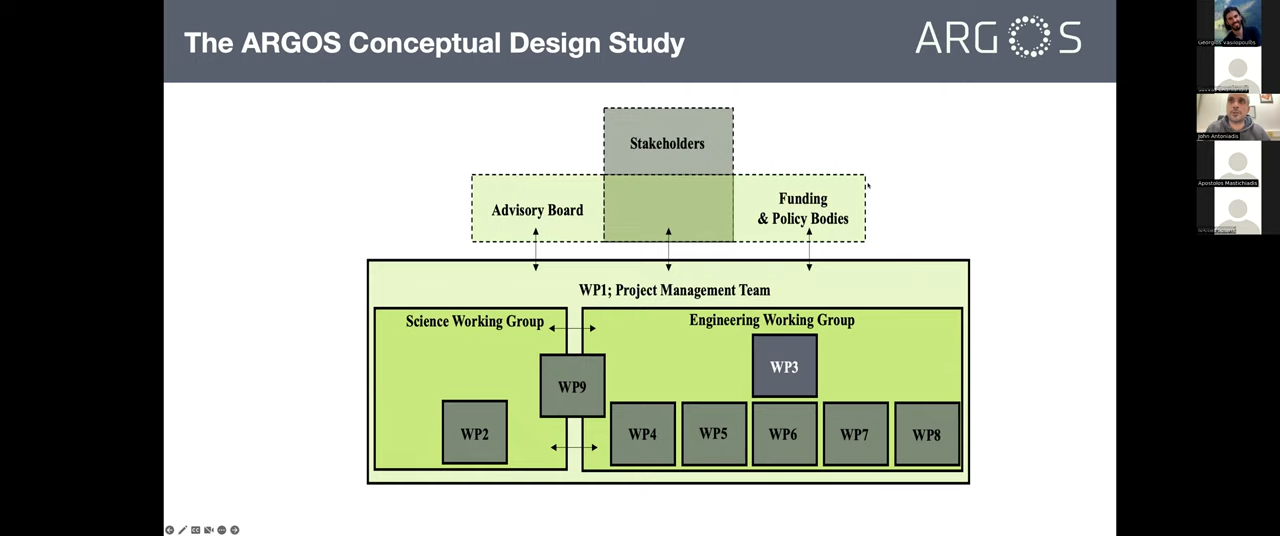 The ARGOS Conceptual Design Study
ARGOS
Stakeholders
Advisory Board
Funding
& Policy Bodies
WP1; Project Management Team
Science Working Group
Engineering Working Group
WP3
WP9
WP2
WP4
WP5
WP6
WP7
WP8
Georgios Vasilopoulos
John Antoniadis
Apostolos Mastichiadis